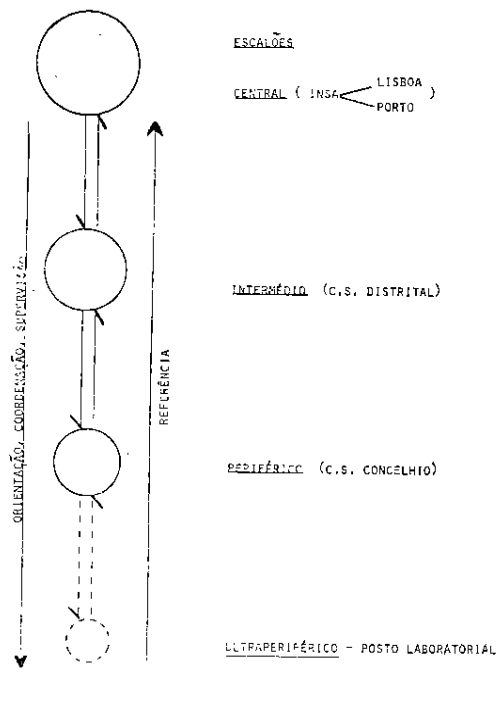 ESCALÕES
CENTRAL ( INSA LISBOA )
PORTO
INTERMÉDIO (C.S. DISTRITAL)
PERIFÉRICO (C.S. CONCELHIO)
ULTRAPERIFÉRICO - POSTO LABORATORIAL
ORIENTAÇÃO, COORDENAÇÃO, SUPERVISÃO
REFERÊNCIA